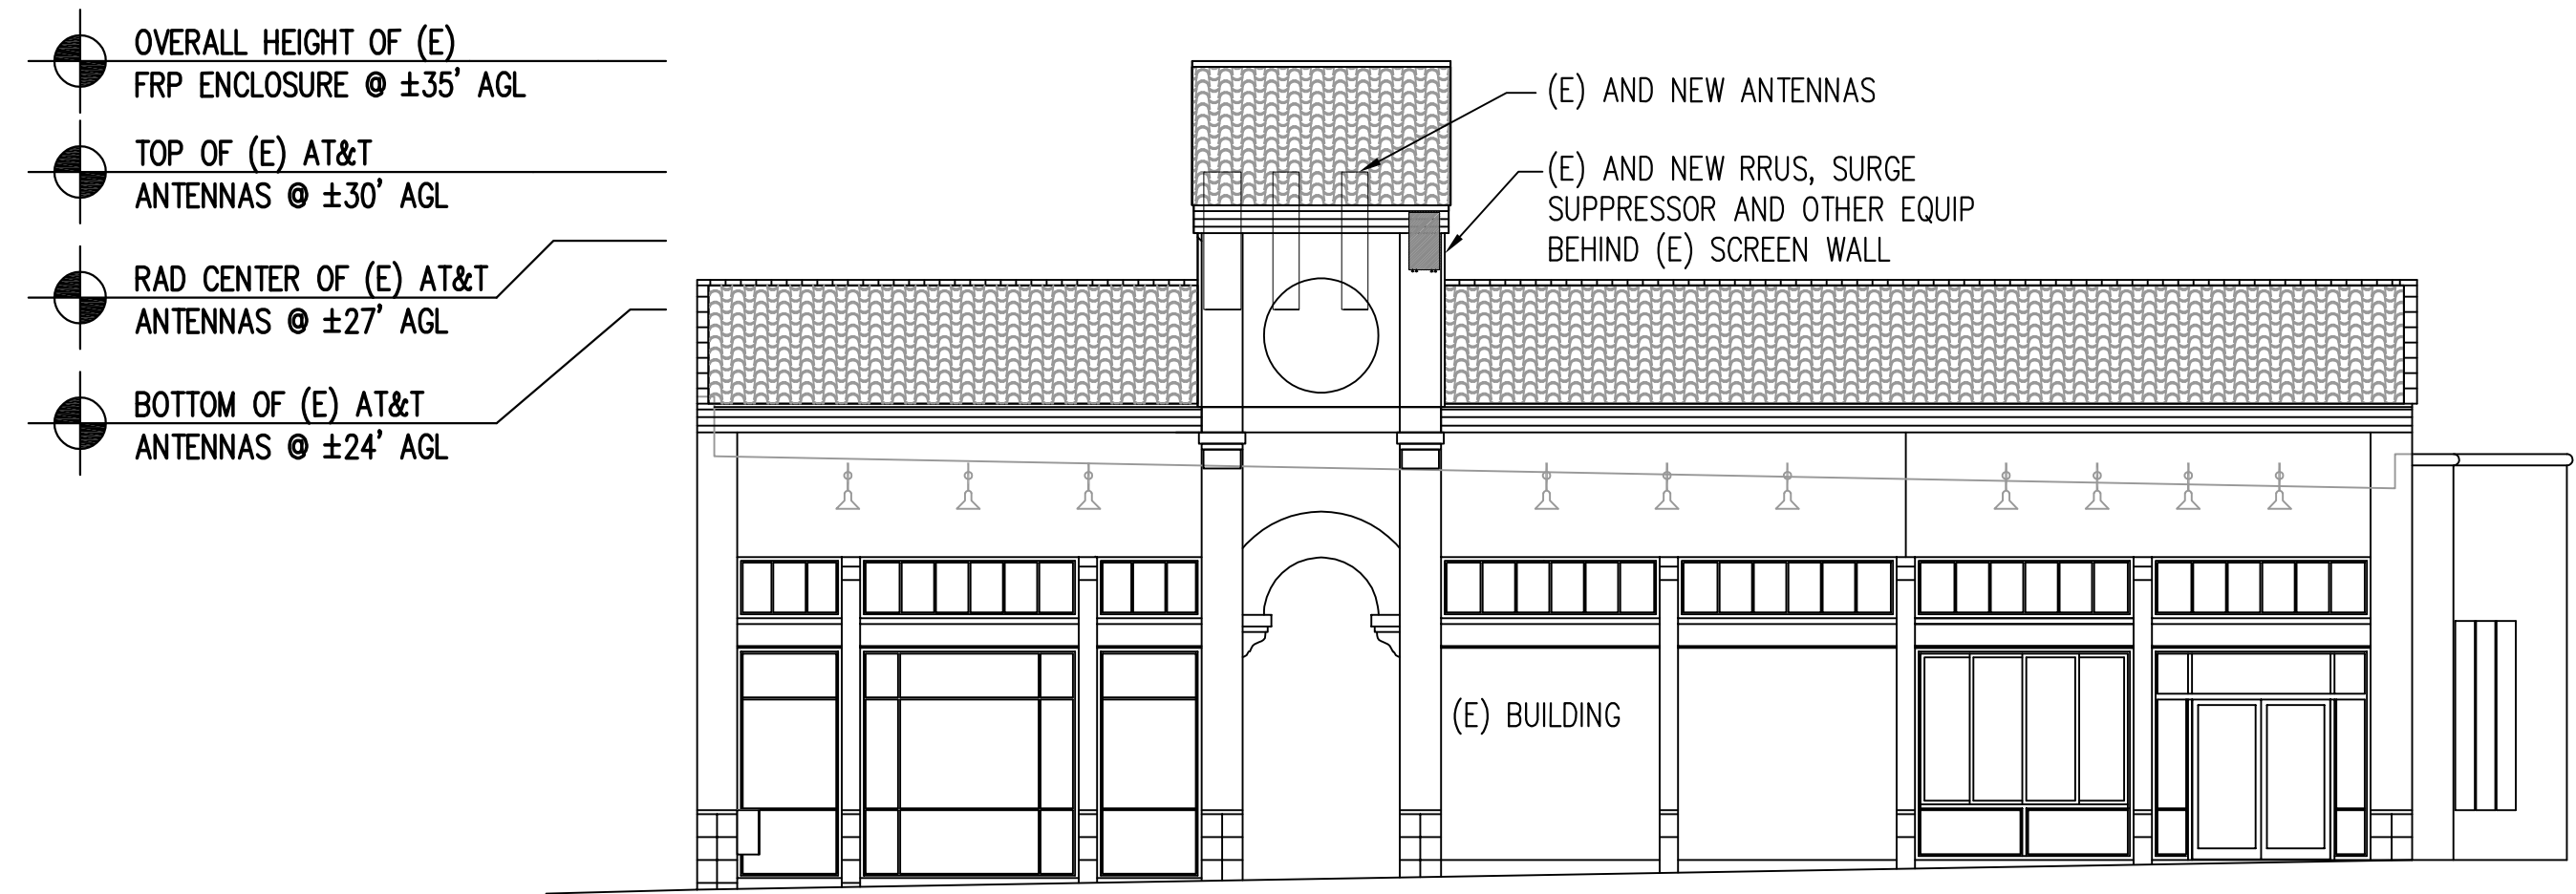 OVERALL HEIGHT OF (E)
FRP ENCLOSURE @ ±35' AGL
TOP OF (E) AT&T
ANTENNAS @ ±30' AGL
RAD CENTER OF (E) AT&T
ANTENNAS @ ±27' AGL
BOTTOM OF (E) AT&T
ANTENNAS @ ±24' AGL
(E) AND NEW ANTENNAS
(E) AND NEW RRUS, SURGE
SUPPRESSOR AND OTHER EQUIP
BEHIND (E) SCREEN WALL
(E) BUILDING